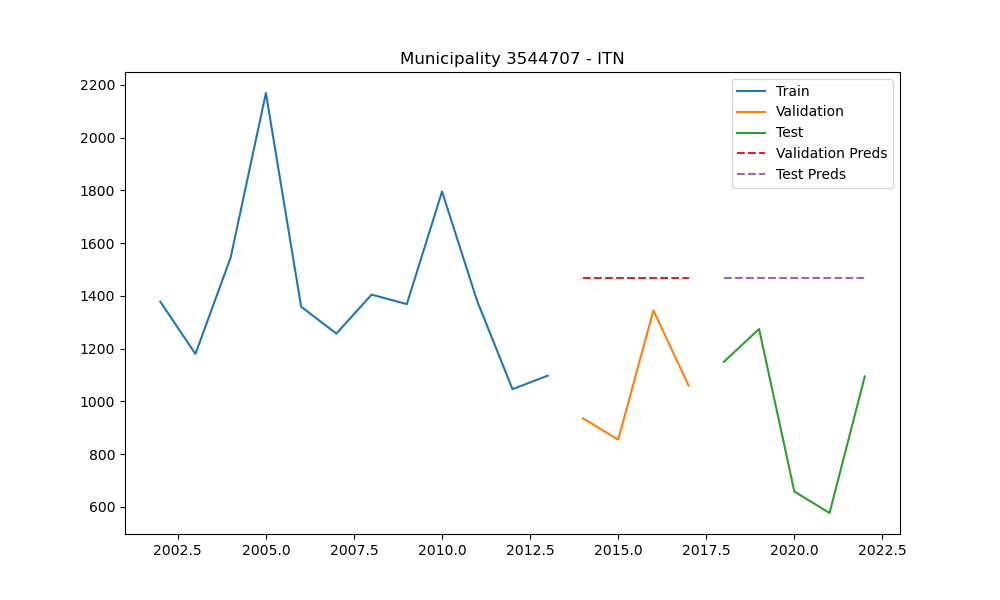 Municipality 3544707 - ITN
2200
2000
1800
1600
1400
1200
1000
800
600
Train
Validation
Test
Validation Preds
Test Preds
2002.5 2005.0 2007.5 2010.0 2012.5 2015.0 2017.5 2020.0 2022.5